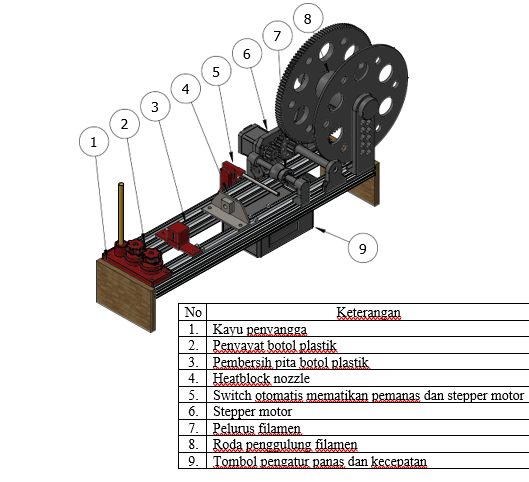 8
7
6
5
4
3
2
1
9
No Keterangan
1. Kayu penyangga
2. Penyayat botol plastik
3. Pembersih pita botol plastik
4. Heatblock nozzle
5. Switch otomatis mematikan pemanas dan stepper motor
6. Stepper motor
7. Pelurus filamen
8. Roda penggulung filamen
9. Tombol pengatur panas dan kecepatan